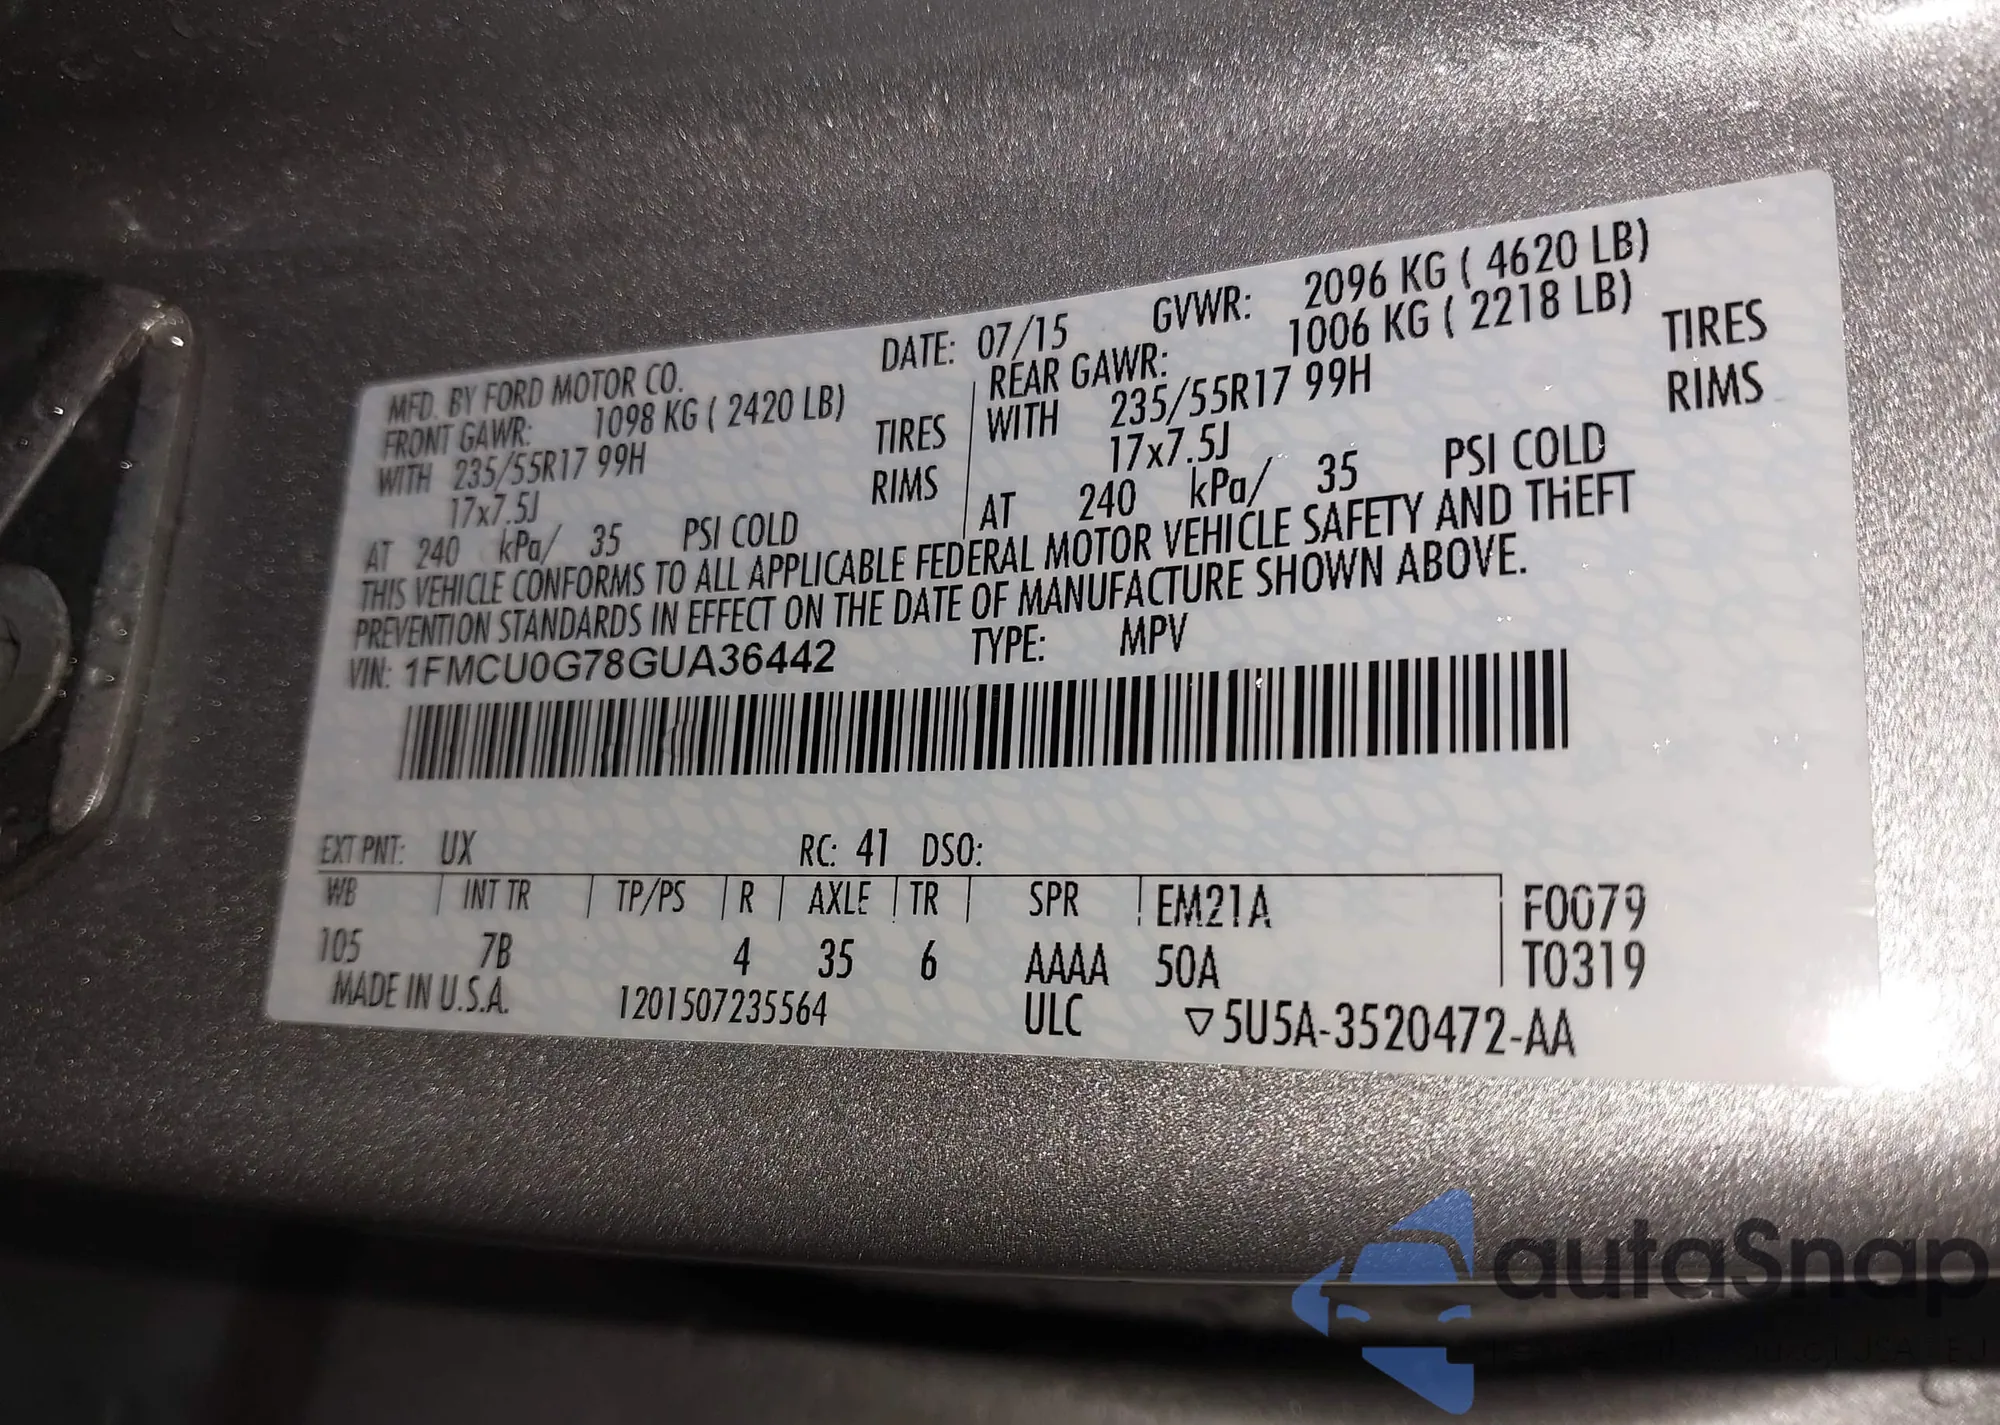 MFD. BY FORD MOTOR CO. DATE: 07/15 GVWR: 2096 KG ( 4620 LB)
FRONT GAWR: 1098 KG ( 2420 LB) REAR GAWR: 1006 KG ( 2218 LB)
WITH 235/55R17 99H TIRES WITH 235/55R17 99H TIRES
17x7.5J RIMS 17x7.5J RIMS
AT 240 kPa/ 35 PSI COLD AT 240 kPa/ 35 PSI COLD
THIS VEHICLE CONFORMS TO ALL APPLICABLE FEDERAL MOTOR VEHICLE SAFETY AND THEFT
PREVENTION STANDARDS IN EFFECT ON THE DATE OF MANUFACTURE SHOWN ABOVE.
VIN: 1FMCU0G78GUA36442 TYPE: MPV
EXT PNT: UX RC: 41 DSO:
WB INT TR TP/PS R AXLE TR SPR EM21A F0079
105 7B 4 35 6 AAAA 50A T0319
MADE IN U.S.A. 1201507235564 ULC ▽5U5A-3520472-AA
autaSnap